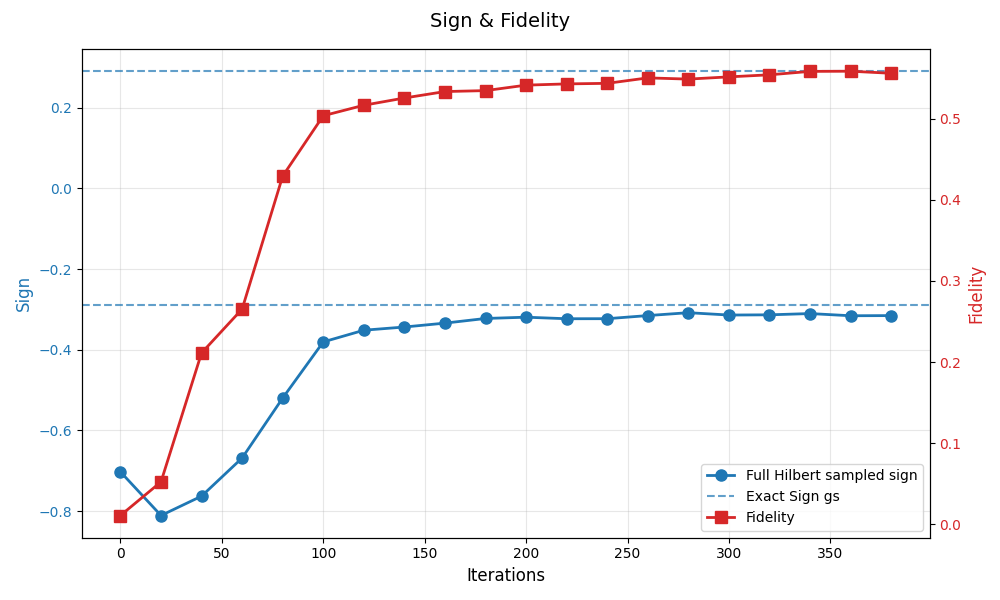 Sign & Fidelity
Sign
0.2
0.0
−0.2
−0.4
−0.6
−0.8
0.5
0.4
0.3
0.2
0.1
0.0
Fidelity
Full Hilbert sampled sign
Exact Sign gs
Fidelity
0 50 100 150 200 250 300 350
Iterations